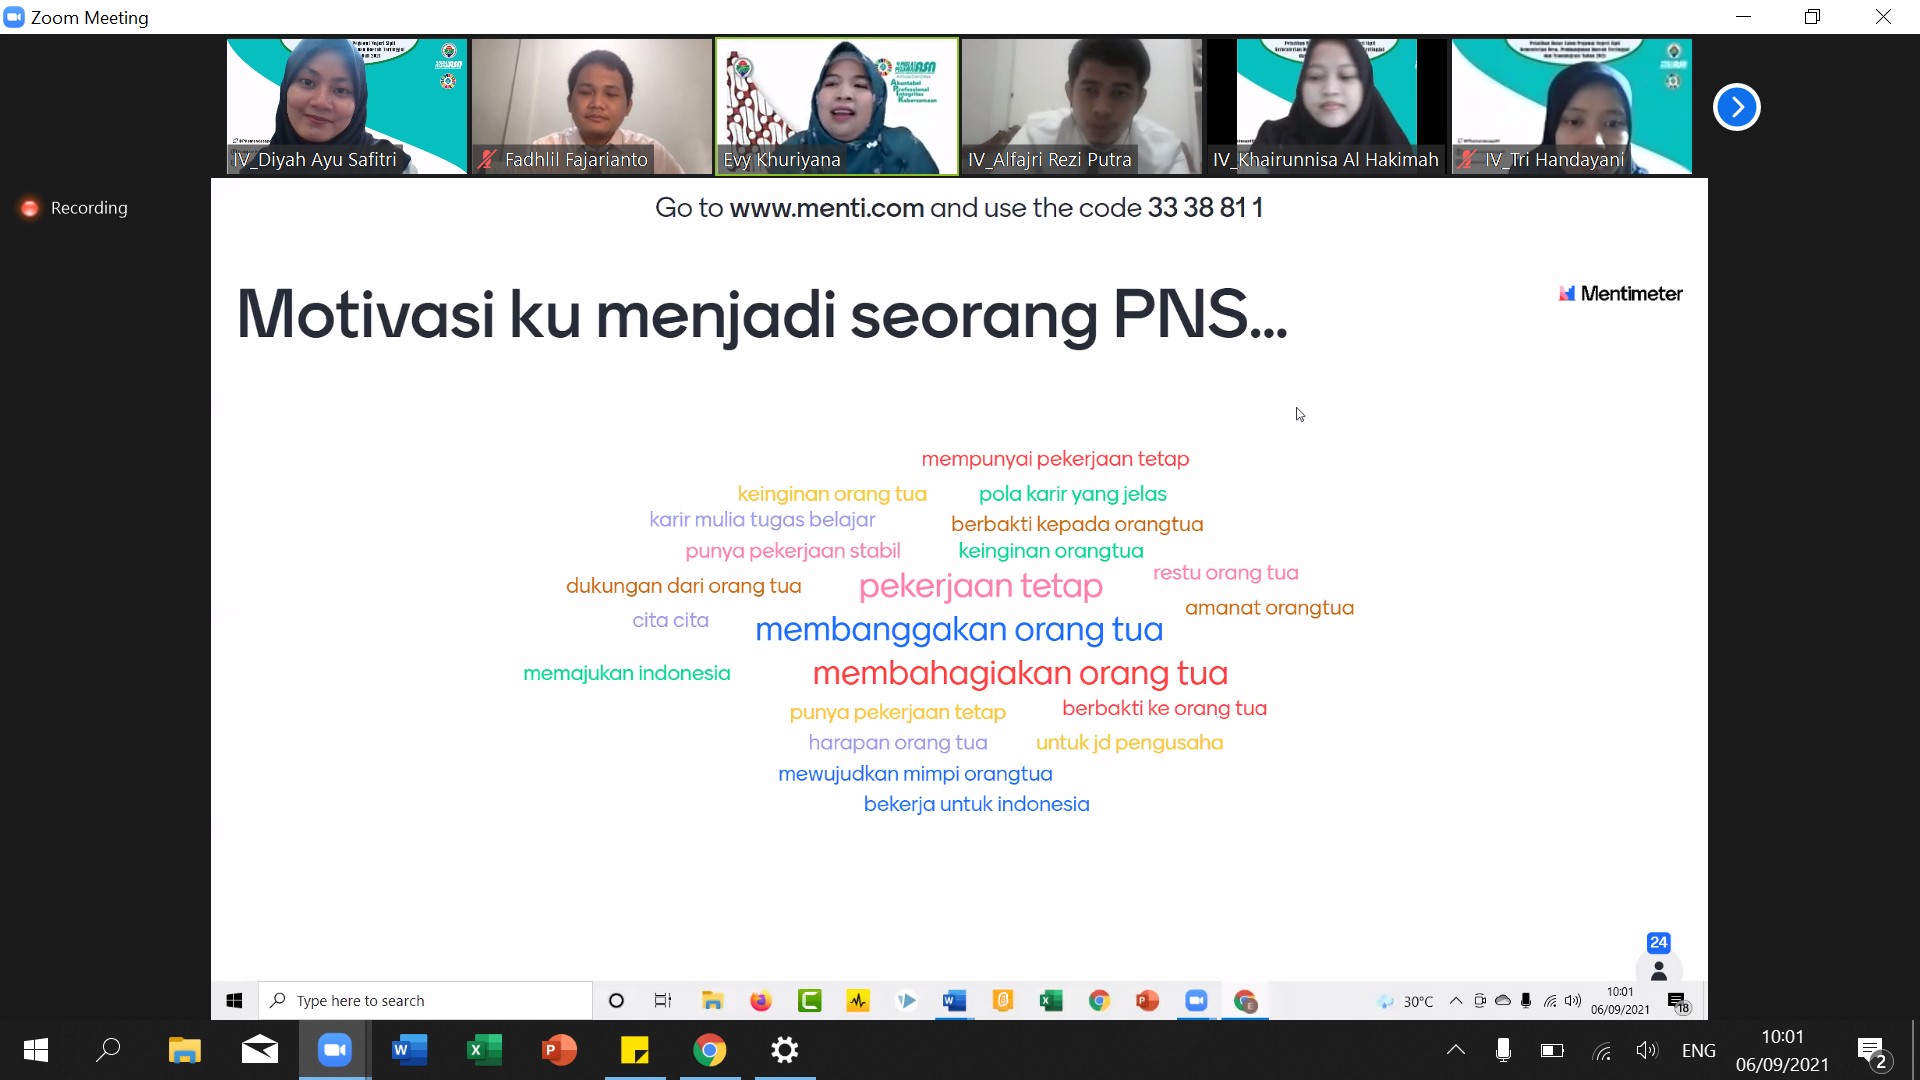 Zoom Meeting
IV_Diyah Ayu Safitri
Fadhlil Fajarianto
Evy Khuriyana
IV_Alfajri Rezi Putra
IV_Khairunnisa Al Hakimah
IV_Tri Handayani
Recording
Go to www.menti.com and use the code 33 38 81 1
Motivasi ku menjadi seorang PNS...
Mentimeter
mempunyai pekerjaan tetap
keinginan orang tua
pola karir yang jelas
karir mulia tugas belajar
berbakti kepada orangtua
punya pekerjaan stabil
keinginan orangtua
restu orang tua
dukungan dari orang tua
pekerjaan tetap
amanat orangtua
cita cita
membanggakan orang tua
memajukan indonesia
membahagiakan orang tua
punya pekerjaan tetap
berbakti ke orang tua
harapan orang tua
untuk jd pengusaha
mewujudkan mimpi orangtua
bekerja untuk indonesia
24
Type here to search
30°C
10:01
06/09/2021
18
ENG
10:01
06/09/2021
2